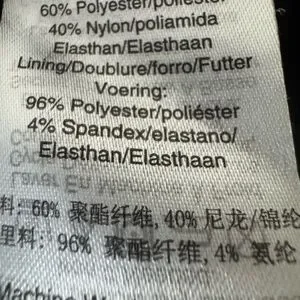 60% Polyester/poliéster
40% Nylon/poliamida
Elasthan/Elasthaan
Lining/Doublure/forro/Futter
Voering:
96% Polyester/poliéster
4% Spandex/elastano/
Elasthan/Elasthaan
料: 60% 聚酯纤维, 40% 尼龙/锦纶
里料: 96% 聚酯纤维, 4% 氨纶
Machine